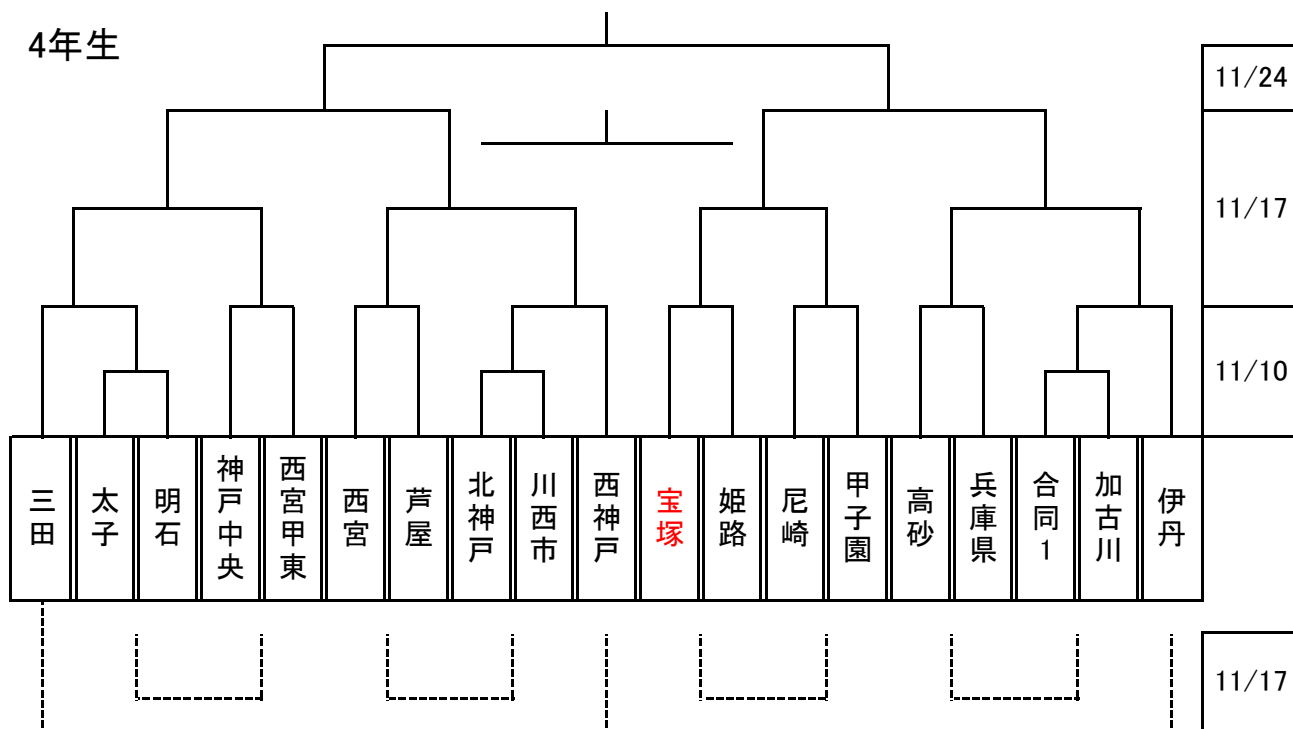 4年生
11/24
11/17
11/10
三田
太子
明石
神戸中央
西宮甲東
西宮
芦屋
北神戸
川西市
西神戸
宝塚
姫路
尼崎
甲子園
高砂
兵庫県
合同1
加古川
伊丹
11/17